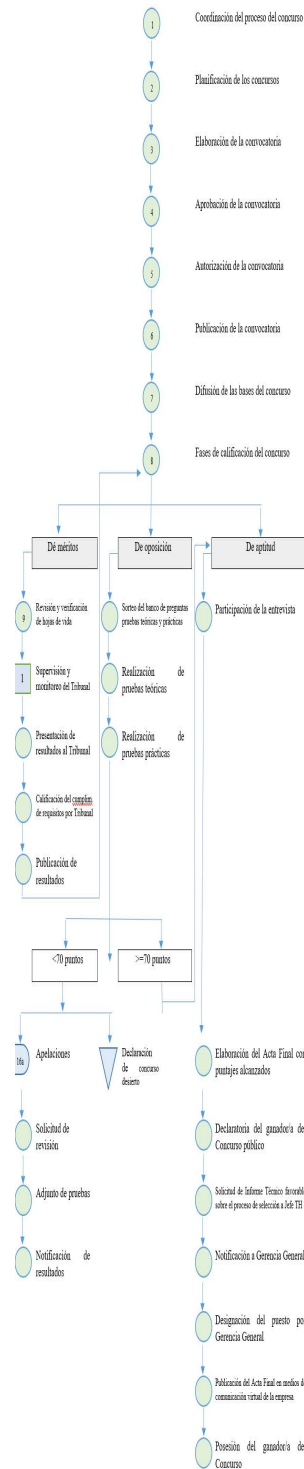 1 Coordinación del proceso del concurso
2 Planificación de los concursos
3 Elaboración de la convocatoria
4 Aprobación de la convocatoria
5 Autorización de la convocatoria
6 Publicación de la convocatoria
7 Difusión de las bases del concurso
8 Fases de calificación del concurso
Dé méritos
De oposición
De aptitud
9 Revisión y verificación
de hojas de vida
Sorteo del banco de preguntas
pruebas teóricas y prácticas
Participación de la entrevista
1 Supervisión y
monitoreo del Tribunal
Realización de
pruebas teóricas
Presentación de
resultados al Tribunal
Realización de
pruebas prácticas
Calificación del cumplim.
de requisitos por Tribunal
Publicación de
resultados
<70 puntos
>=70 puntos
16a Apelaciones
Declaración
de concurso
desierto
Elaboración del Acta Final con
puntajes alcanzados
Solicitud de
revisión
Declaratoria del ganador/a de
Concurso público
Adjunto de pruebas
Solicitud de Informe Técnico favorable
sobre el proceso de selección a Jefe TH
Notificación de
resultados
Notificación a Gerencia General
Designación del puesto po
Gerencia General
Publicación del Acta Final en medios de
comunicación virtual de la empresa
Posesión del ganador/a de
Concurso